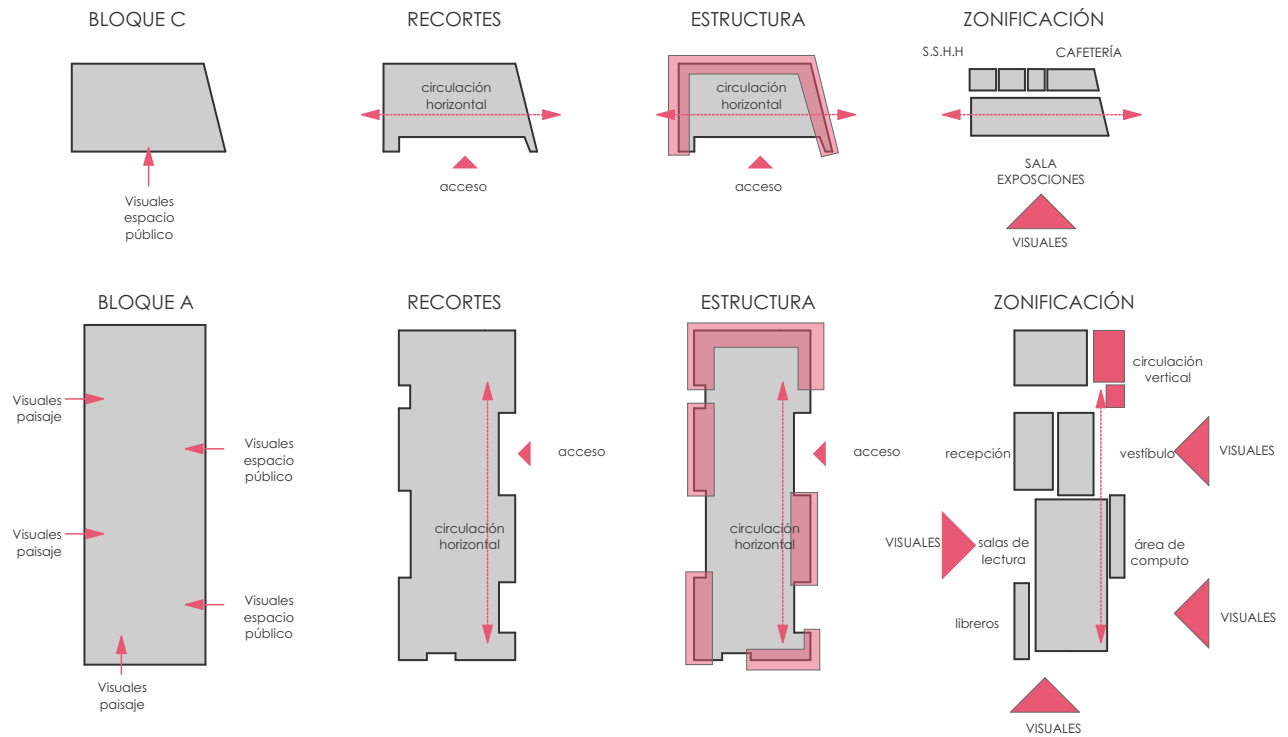 BLOQUE C
RECORTES
ESTRUCTURA
ZONIFICACIÓN
Visuales
espacio
público
circulación
horizontal
acceso
circulación
horizontal
acceso
S.S.H.H
CAFETERÍA
SALA
EXPOSCIONES
VISUALES
BLOQUE A
RECORTES
ESTRUCTURA
ZONIFICACIÓN
Visuales
paisaje
Visuales
espacio
público
Visuales
paisaje
Visuales
espacio
público
Visuales
paisaje
acceso
circulación
horizontal
acceso
circulación
horizontal
circulación
vertical
recepción
vestíbulo
VISUALES
VISUALES
salas de
lectura
área de
computo
libreros
VISUALES
VISUALES